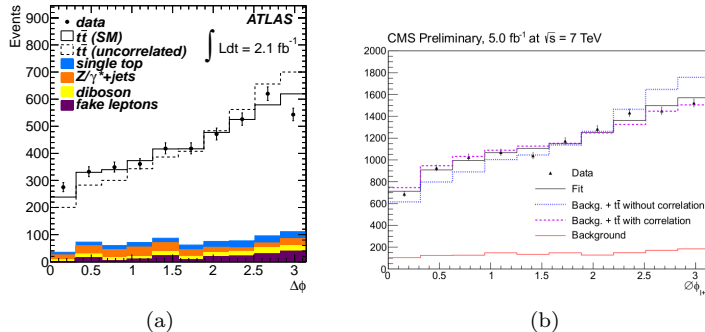 Events
ATLAS
data
tt̄ (SM)
tt̄ (uncorrelated)
single top
Z/γ*+jets
diboson
fake leptons
∫ Ldt = 2.1 fb⁻¹
900
800
700
600
500
400
300
200
100
0
0 0.5 1 1.5 2 2.5 3
Δϕ
(a)
CMS Preliminary, 5.0 fb⁻¹ at √s = 7 TeV
2000
1800
1600
1400
1200
1000
800
600
400
200
0
Data
Fit
Backg. + tt̄ without correlation
Backg. + tt̄ with correlation
Background
0 0.5 1 1.5 2 2.5 3
∅ϕ_l+
(b)